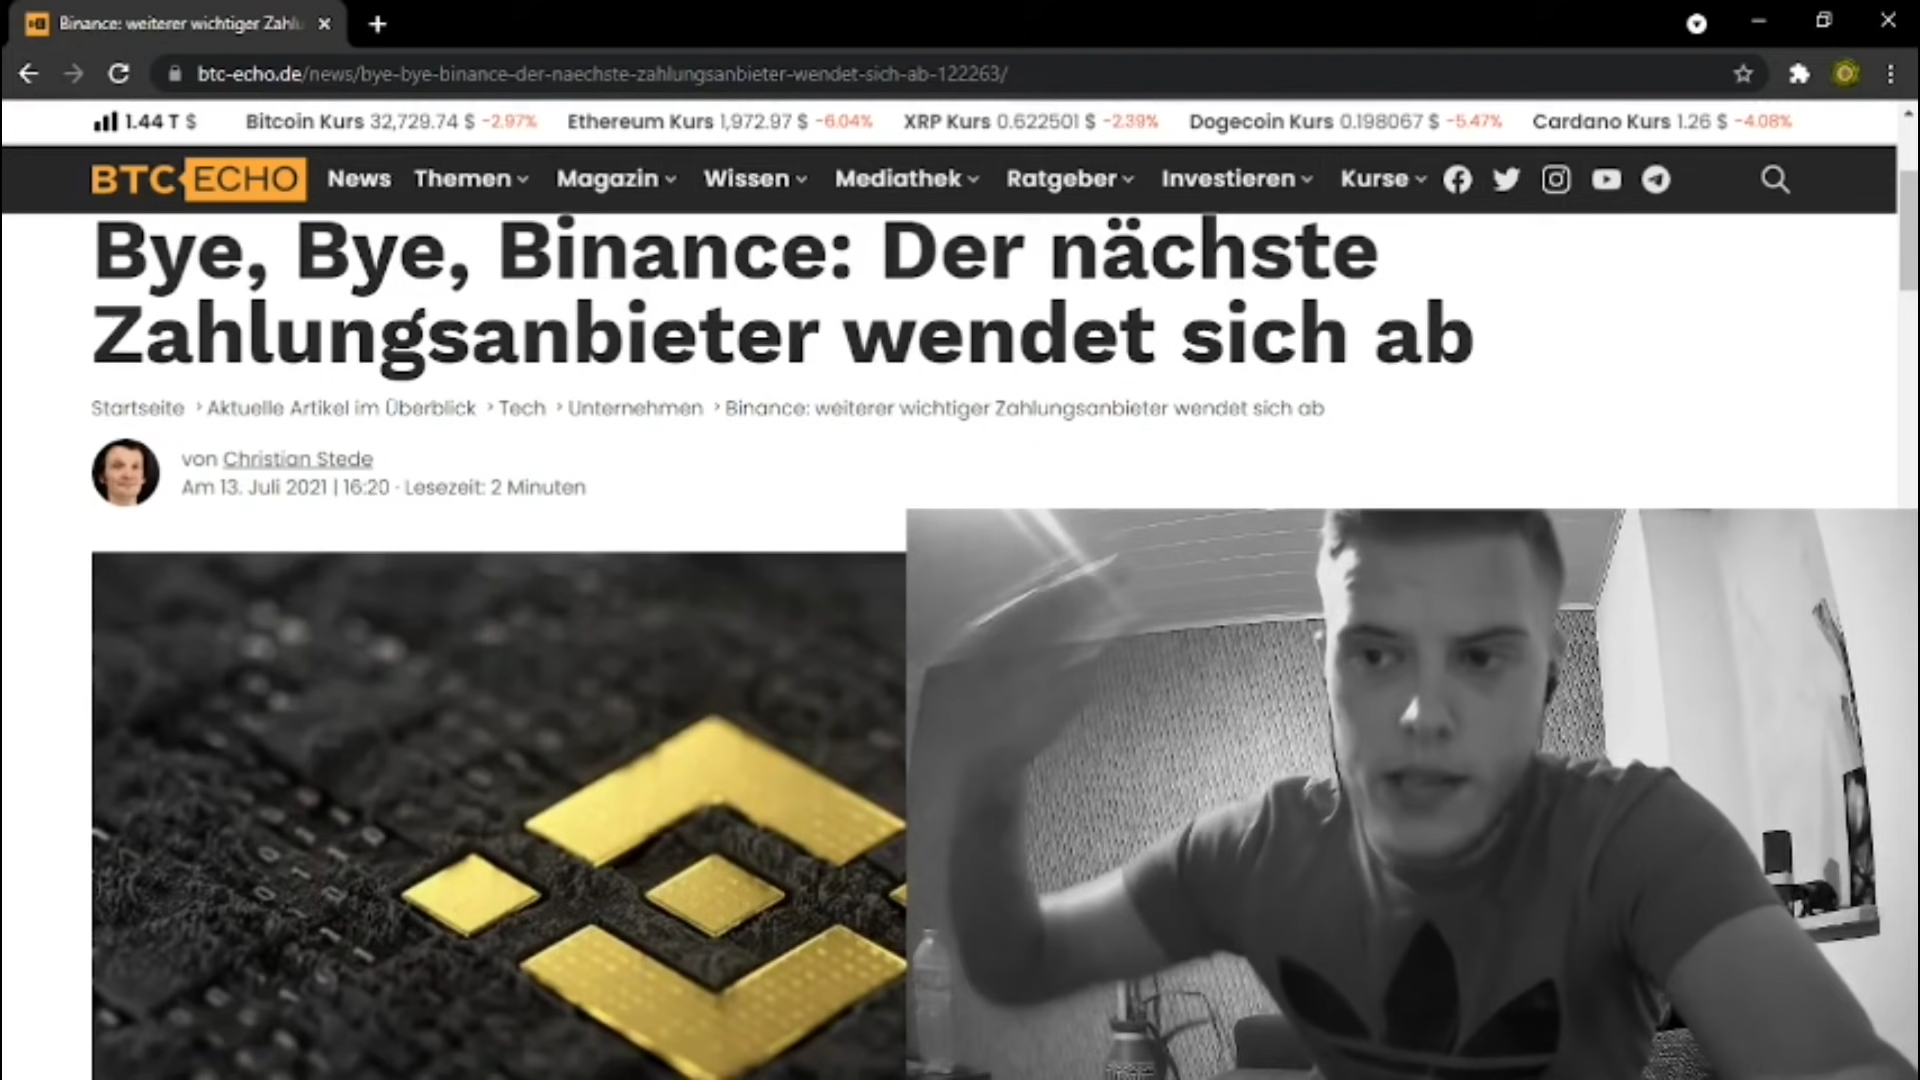 Binance: weiterer wichtiger Zahlu
btc-echo.de/news/bye-bye-binance-der-naechste-zahlungsanbieter-wendet-sich-ab-122263/
1.44 T $ Bitcoin Kurs 32,729.74 $ -2.97% Ethereum Kurs 1,972.97 $ -6.04% XRP Kurs 0.622501 $ -2.39% Dogecoin Kurs 0.198067 $ -5.47% Cardano Kurs 1.26 $ -4.08%
BTC ECHO News Themen Magazin Wissen Mediathek Ratgeber Investieren Kurse
Bye, Bye, Binance: Der nächste
Zahlungsanbieter wendet sich ab
Startseite > Aktuelle Artikel im Überblick > Tech > Unternehmen > Binance: weiterer wichtiger Zahlungsanbieter wendet sich ab
von Christian Stede
Am 13. Juli 2021 | 16:20 · Lesezeit: 2 Minuten